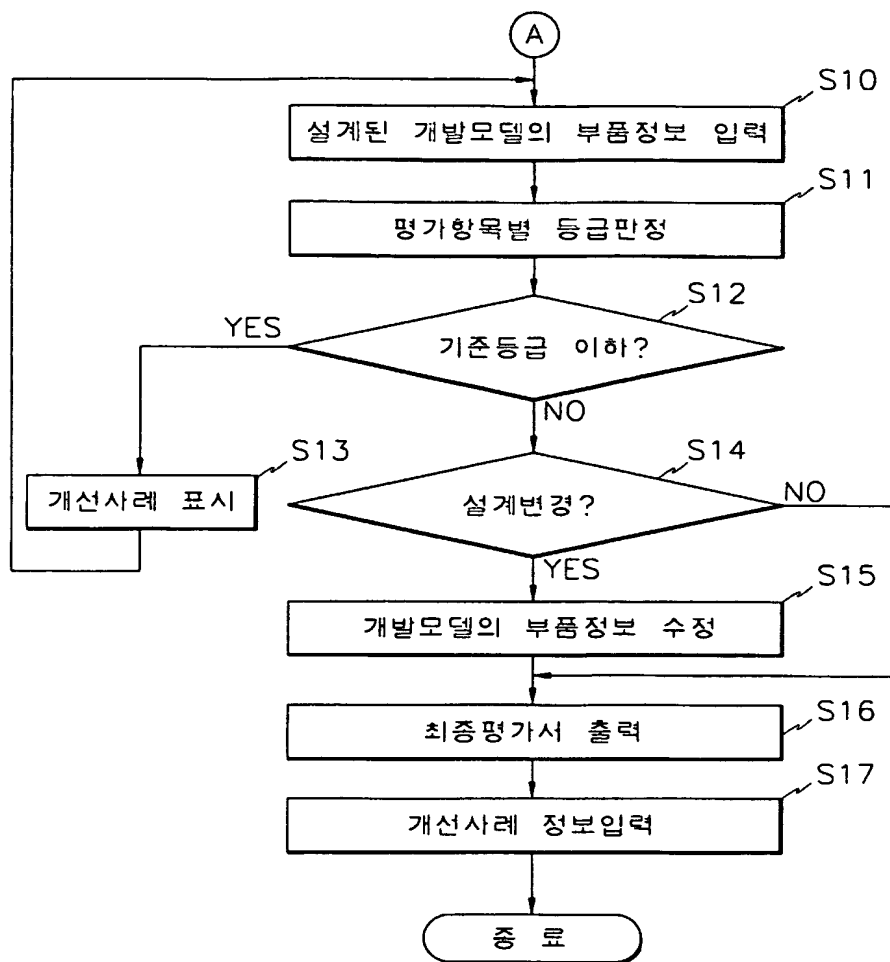 A
S10
설계된 개발모델의 부품정보 입력
S11
평가항목별 등급판정
S12
YES
기준등급 이하?
NO
S13
개선사례 표시
S14
설계변경?
NO
YES
S15
개발모델의 부품정보 수정
S16
최종평가서 출력
S17
개선사례 정보입력
종 료